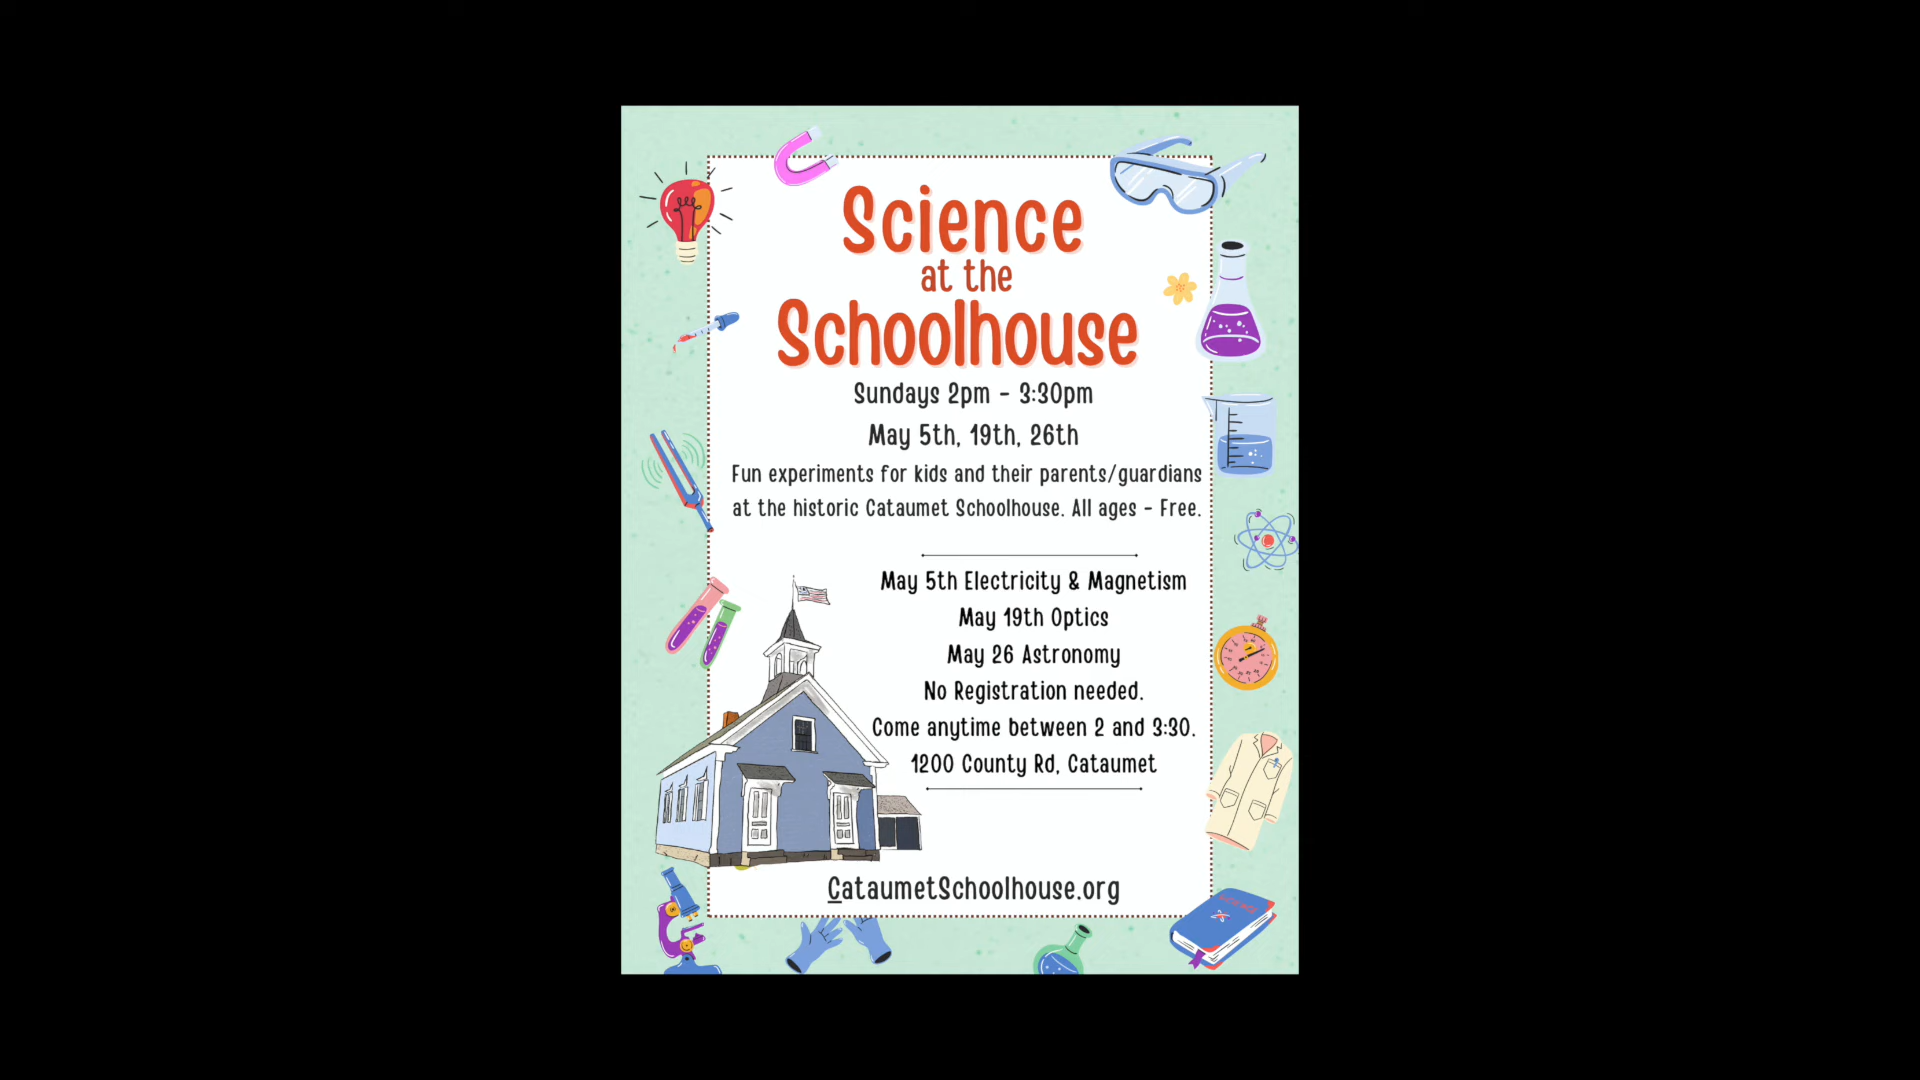 Science
at the
Schoolhouse
Sundays 2pm - 3:30pm
May 5th, 19th, 26th
Fun experiments for kids and their parents/guardians
at the historic Cataumet Schoolhouse. All ages - Free.
May 5th Electricity & Magnetism
May 19th Optics
May 26 Astronomy
No Registration needed.
Come anytime between 2 and 3:30.
1200 County Rd, Cataumet
CataumetSchoolhouse.org
SCIENCE